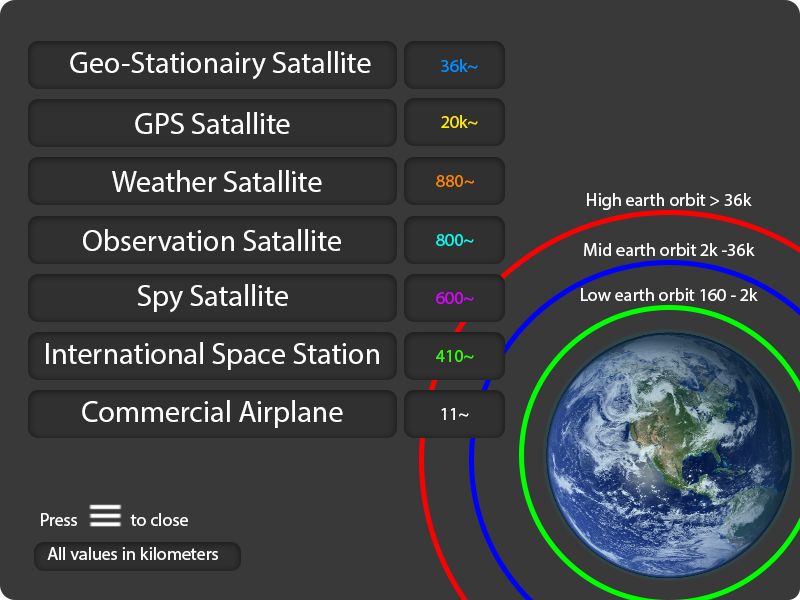 Geo-Stationairy Satallite 36k~
GPS Satallite 20k~
Weather Satallite 880~
High earth orbit > 36k
Observation Satallite 800~
Mid earth orbit 2k -36k
Spy Satallite 600~
Low earth orbit 160 - 2k
International Space Station 410~
Commercial Airplane 11~
Press to close
All values in kilometers